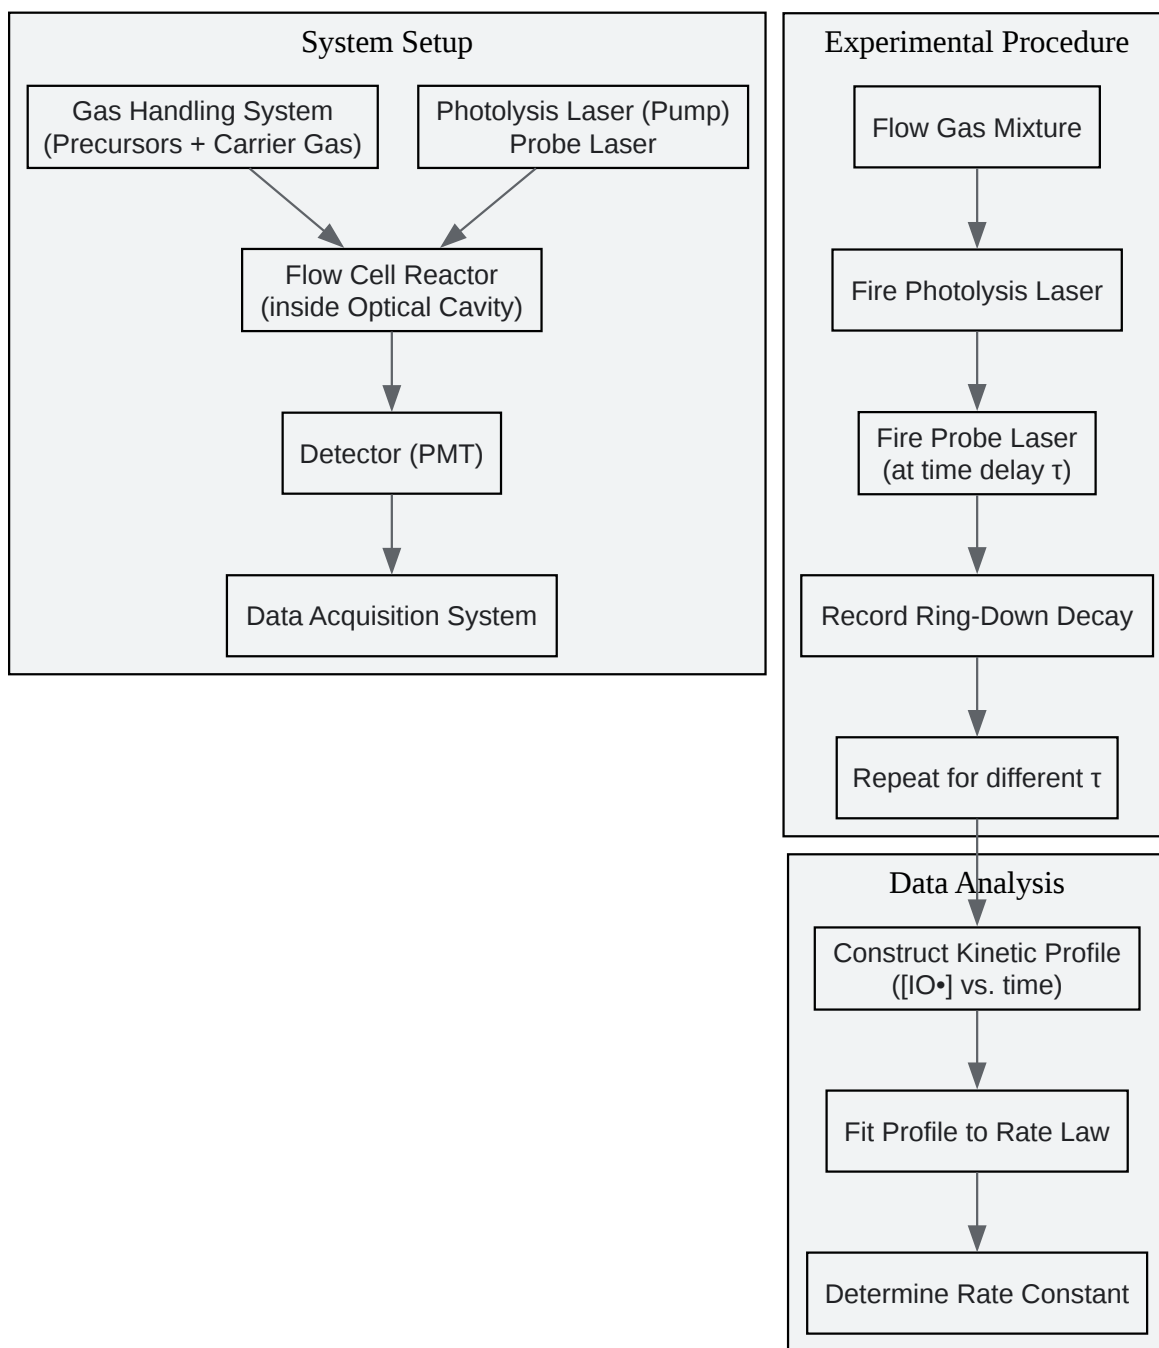 System Setup
Gas Handling System
(Precursors + Carrier Gas)
Photolysis Laser (Pump)
Probe Laser
Flow Cell Reactor
(inside Optical Cavity)
Detector (PMT)
Data Acquisition System
Experimental Procedure
Flow Gas Mixture
Fire Photolysis Laser
Fire Probe Laser
(at time delay τ)
Record Ring-Down Decay
Repeat for different τ
Data Analysis
Construct Kinetic Profile
([IO•] vs. time)
Fit Profile to Rate Law
Determine Rate Constant